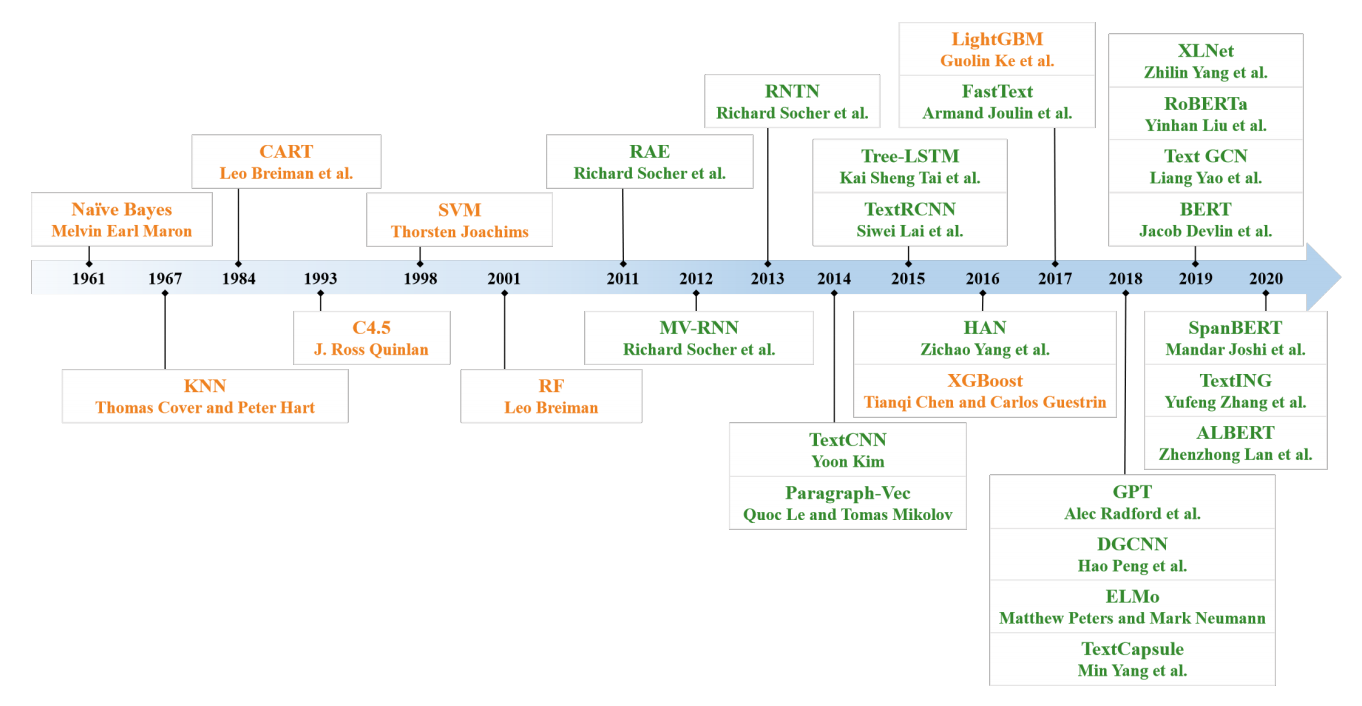 LightGBM
Guolin Ke et al.
FastText
Armand Joulin et al.
XLNet
Zhilin Yang et al.
RoBERTa
Yinhan Liu et al.
Text GCN
Liang Yao et al.
BERT
Jacob Devlin et al.
RNTN
Richard Socher et al.
CART
Leo Breiman et al.
RAE
Richard Socher et al.
Tree-LSTM
Kai Sheng Tai et al.
TextRCNN
Siwei Lai et al.
Naïve Bayes
Melvin Earl Maron
SVM
Thorsten Joachims
1961 1967 1984 1993 1998 2001 2011 2012 2013 2014 2015 2016 2017 2018 2019 2020
C4.5
J. Ross Quinlan
MV-RNN
Richard Socher et al.
HAN
Zichao Yang et al.
XGBoost
Tianqi Chen and Carlos Guestrin
SpanBERT
Mandar Joshi et al.
TextING
Yufeng Zhang et al.
ALBERT
Zhenzhong Lan et al.
KNN
Thomas Cover and Peter Hart
RF
Leo Breiman
TextCNN
Yoon Kim
Paragraph-Vec
Quoc Le and Tomas Mikolov
GPT
Alec Radford et al.
DGCNN
Hao Peng et al.
ELMo
Matthew Peters and Mark Neumann
TextCapsule
Min Yang et al.